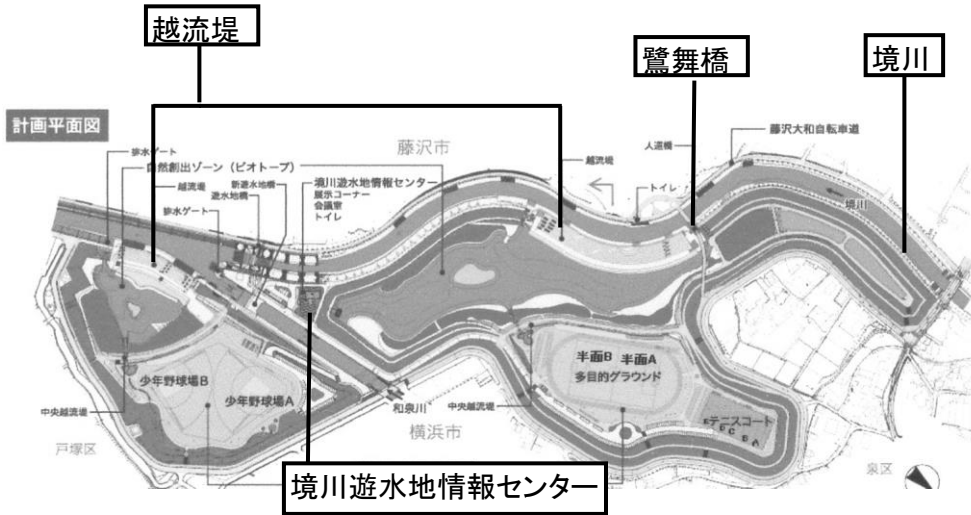 越流堤
鷺舞橋
境川
計画平面図
藤沢市
藤沢大和自転車道
人道橋
排水ゲート
自然創出ゾーン（ビオトープ）
越流堤
新遊水地橋
遊水地橋
排水ゲート
境川遊水地情報センター
展示コーナー
会議室
トイレ
越流堤
トイレ
境川
半面B 半面A
多目的グラウンド
少年野球場B
少年野球場A
中央越流堤
和泉川
中央越流堤
テニスコート
E D C B A
戸塚区
横浜市
泉区
境川遊水地情報センター